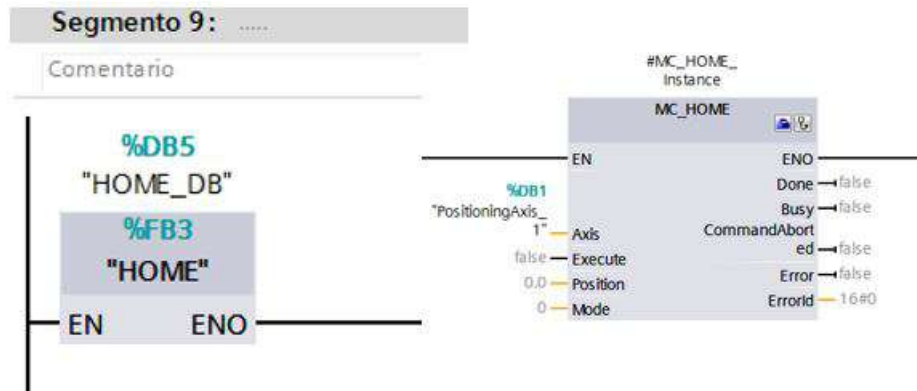 Segmento 9: .....
Comentario
%DB5
"HOME_DB"
%FB3
"HOME"
EN ENO
#MC_HOME_
Instance
MC_HOME
EN ENO
%DB1
"PositioningAxis_
1" Axis
false Execute
0.0 Position
0 Mode
Done false
Busy false
CommandAbort
ed false
Error false
ErrorId 16#0